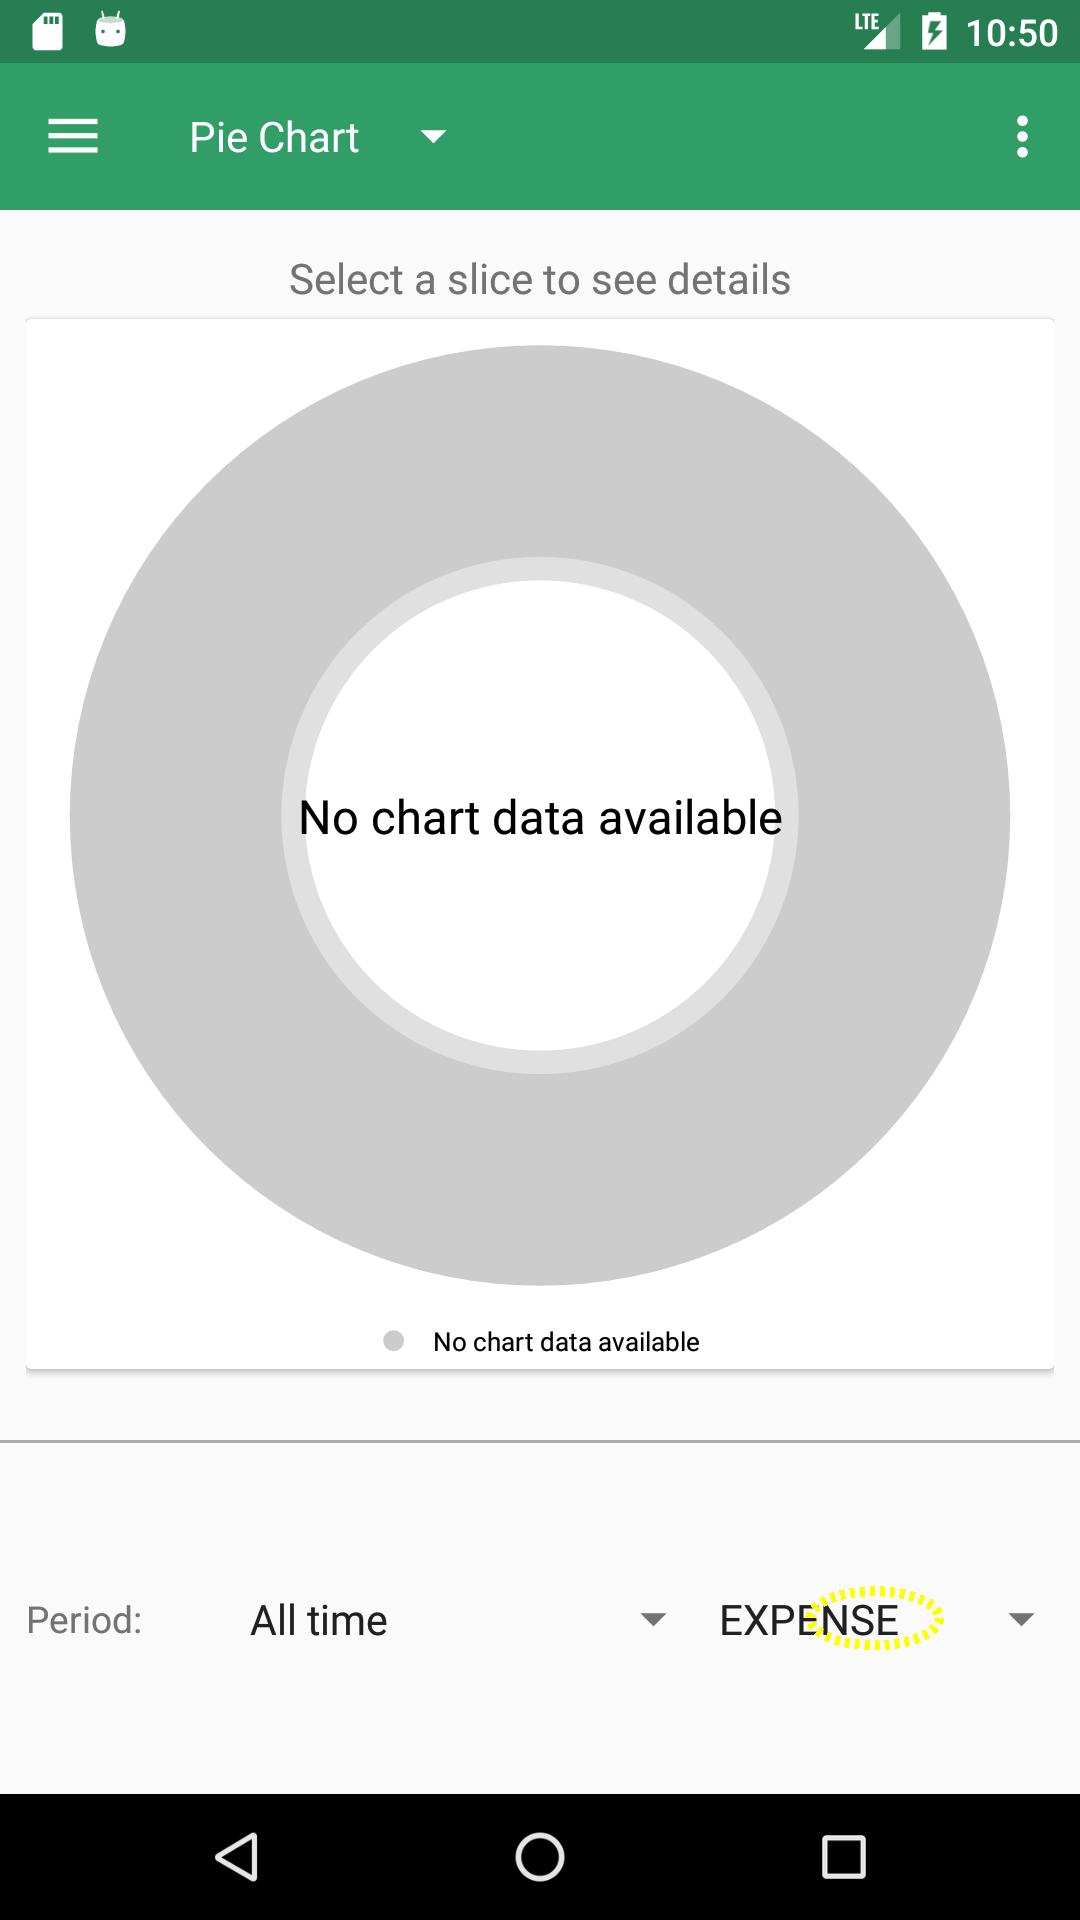 LTE 10:50
Pie Chart
Select a slice to see details
No chart data available
No chart data available
Period: All time EXPENSE